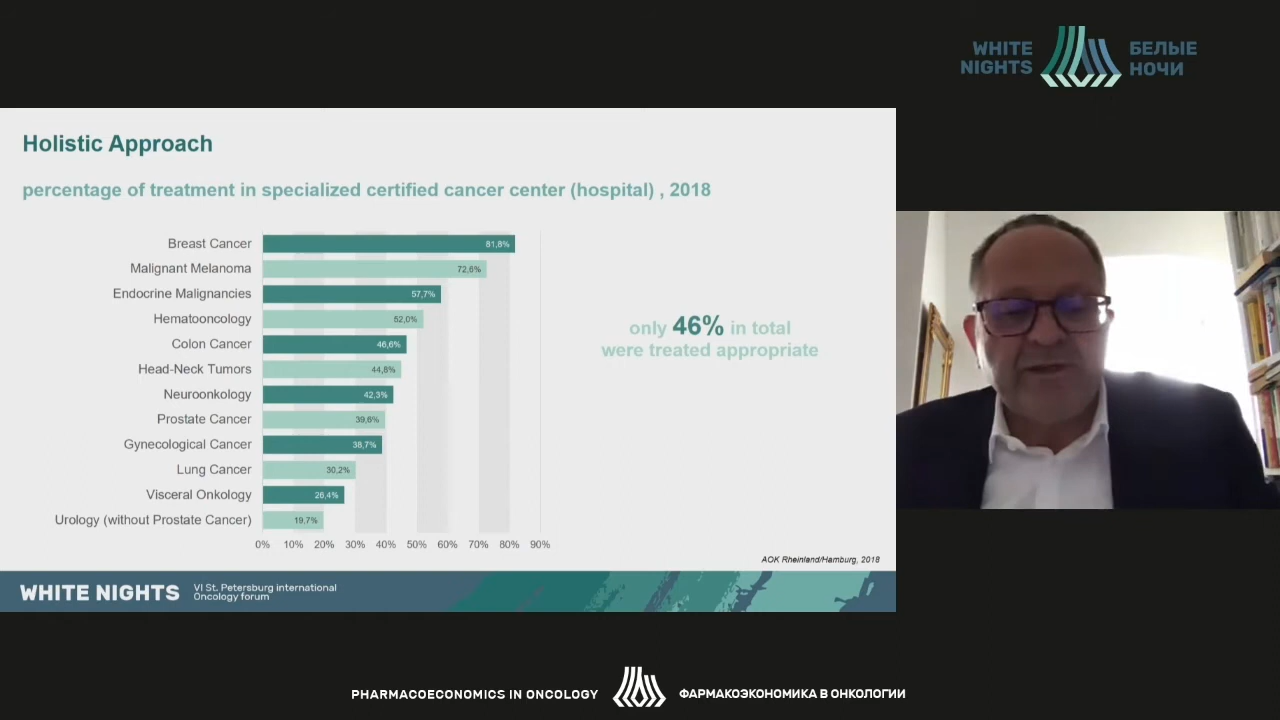 WHITE
NIGHTS
БЕЛЫЕ
НОЧИ
Holistic Approach
percentage of treatment in specialized certified cancer center (hospital) , 2018
Breast Cancer 81,8%
Malignant Melanoma 72,6%
Endocrine Malignancies 57,7%
Hematooncology 52,0%
Colon Cancer 46,6%
Head-Neck Tumors 44,8%
Neuroonkology 42,3%
Prostate Cancer 39,6%
Gynecological Cancer 38,7%
Lung Cancer 30,2%
Visceral Onkology 26,4%
Urology (without Prostate Cancer) 19,7%
0% 10% 20% 30% 40% 50% 60% 70% 80% 90%
only 46% in total
were treated appropriate
AOK Rheinland/Hamburg, 2018
WHITE NIGHTS
VI St. Petersburg international
Oncology forum
PHARMACOECONOMICS IN ONCOLOGY
ФАРМАКОЭКОНОМИКА В ОНКОЛОГИИ